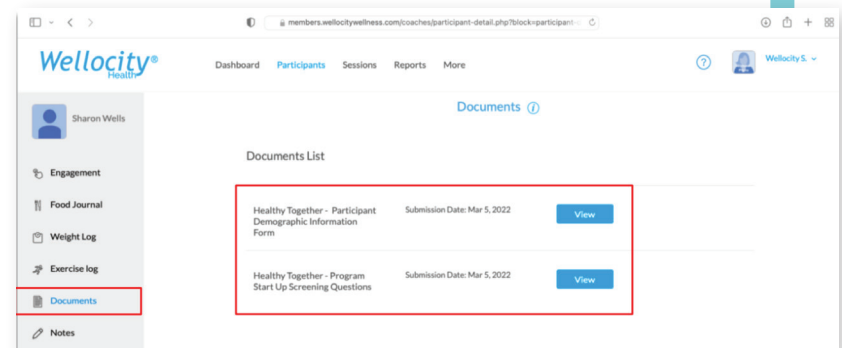 members.wellocitywellness.com/coaches/participant-detail.php?block=participant-
Wellocity®
Health
Dashboard Participants Sessions Reports More
?
Wellocity S.
Sharon Wells
Engagement
Food Journal
Weight Log
Exercise log
Documents
Notes
Documents i
Documents List
Healthy Together - Participant
Demographic Information
Form
Submission Date: Mar 5, 2022
View
Healthy Together - Program
Start Up Screening Questions
Submission Date: Mar 5, 2022
View